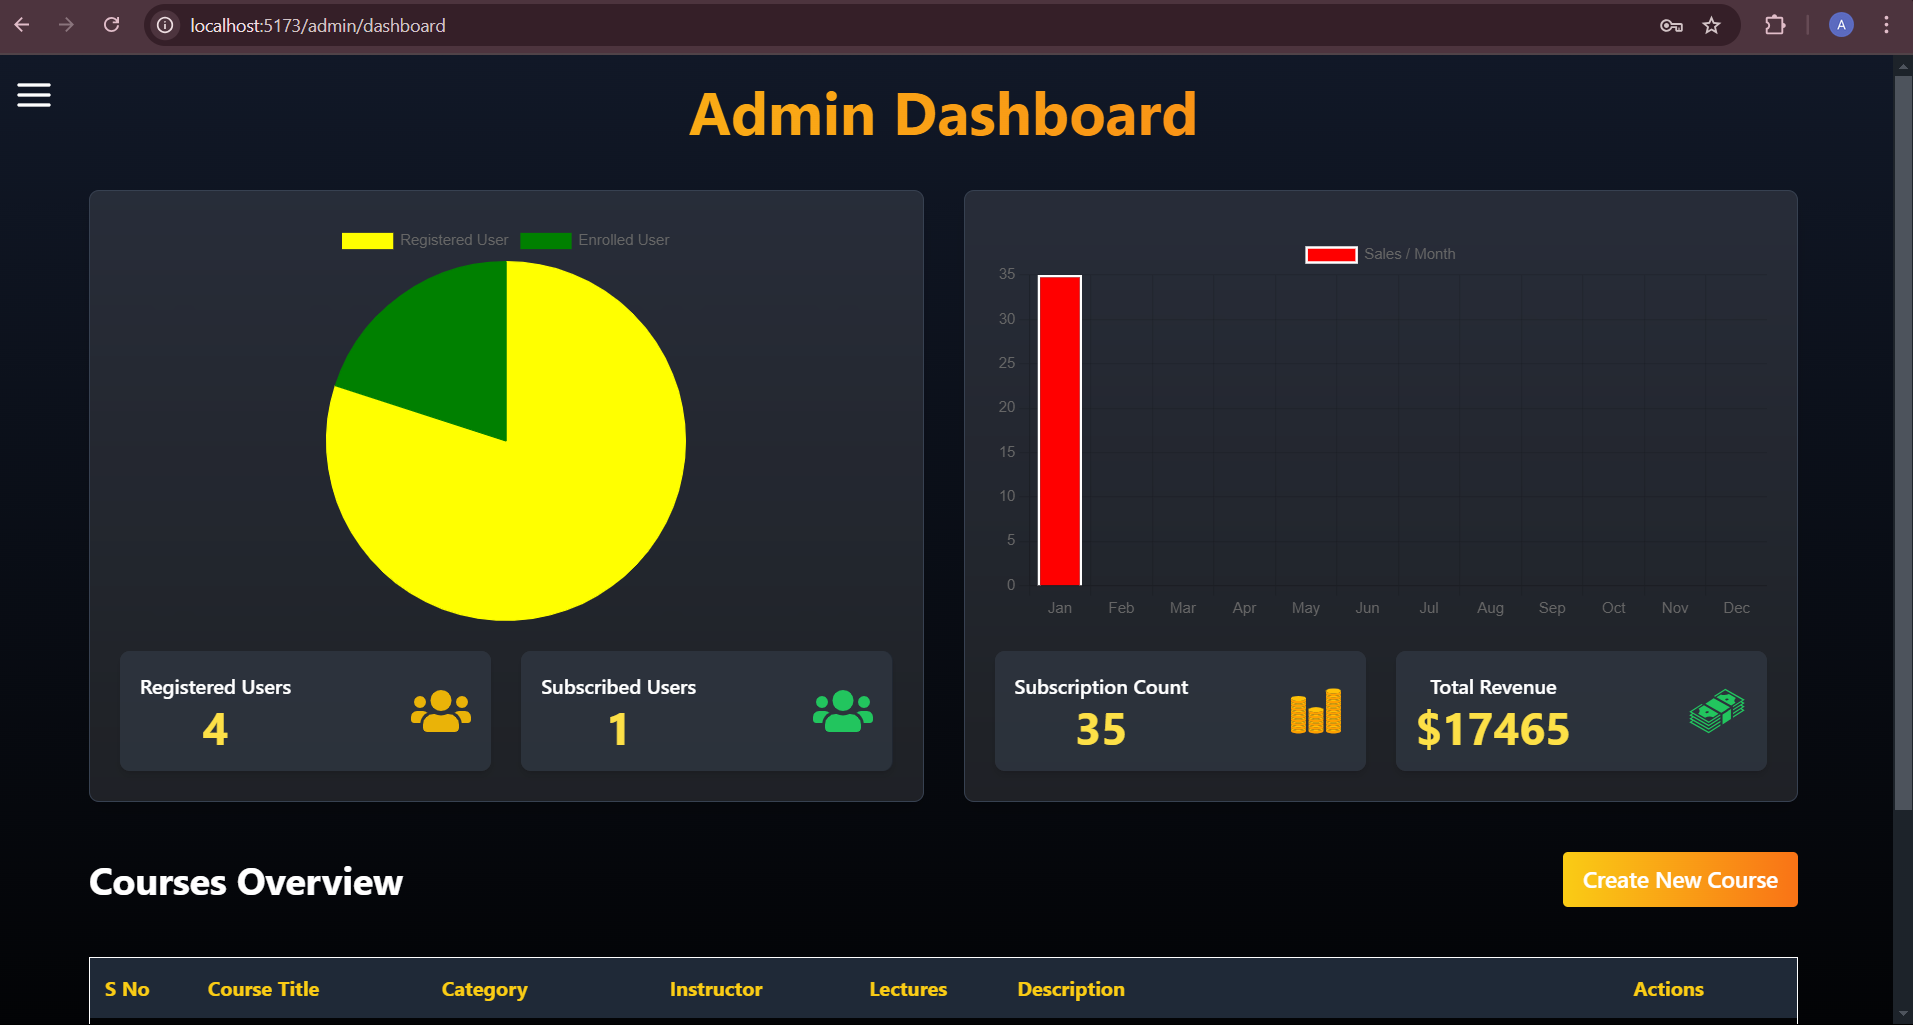 localhost:5173/admin/dashboard
A
Admin Dashboard
Registered User Enrolled User
Registered Users
4
Subscribed Users
1
Sales / Month
35
30
25
20
15
10
5
0
Jan Feb Mar Apr May Jun Jul Aug Sep Oct Nov Dec
Subscription Count
35
Total Revenue
$17465
Courses Overview
Create New Course
S No Course Title Category Instructor Lectures Description Actions